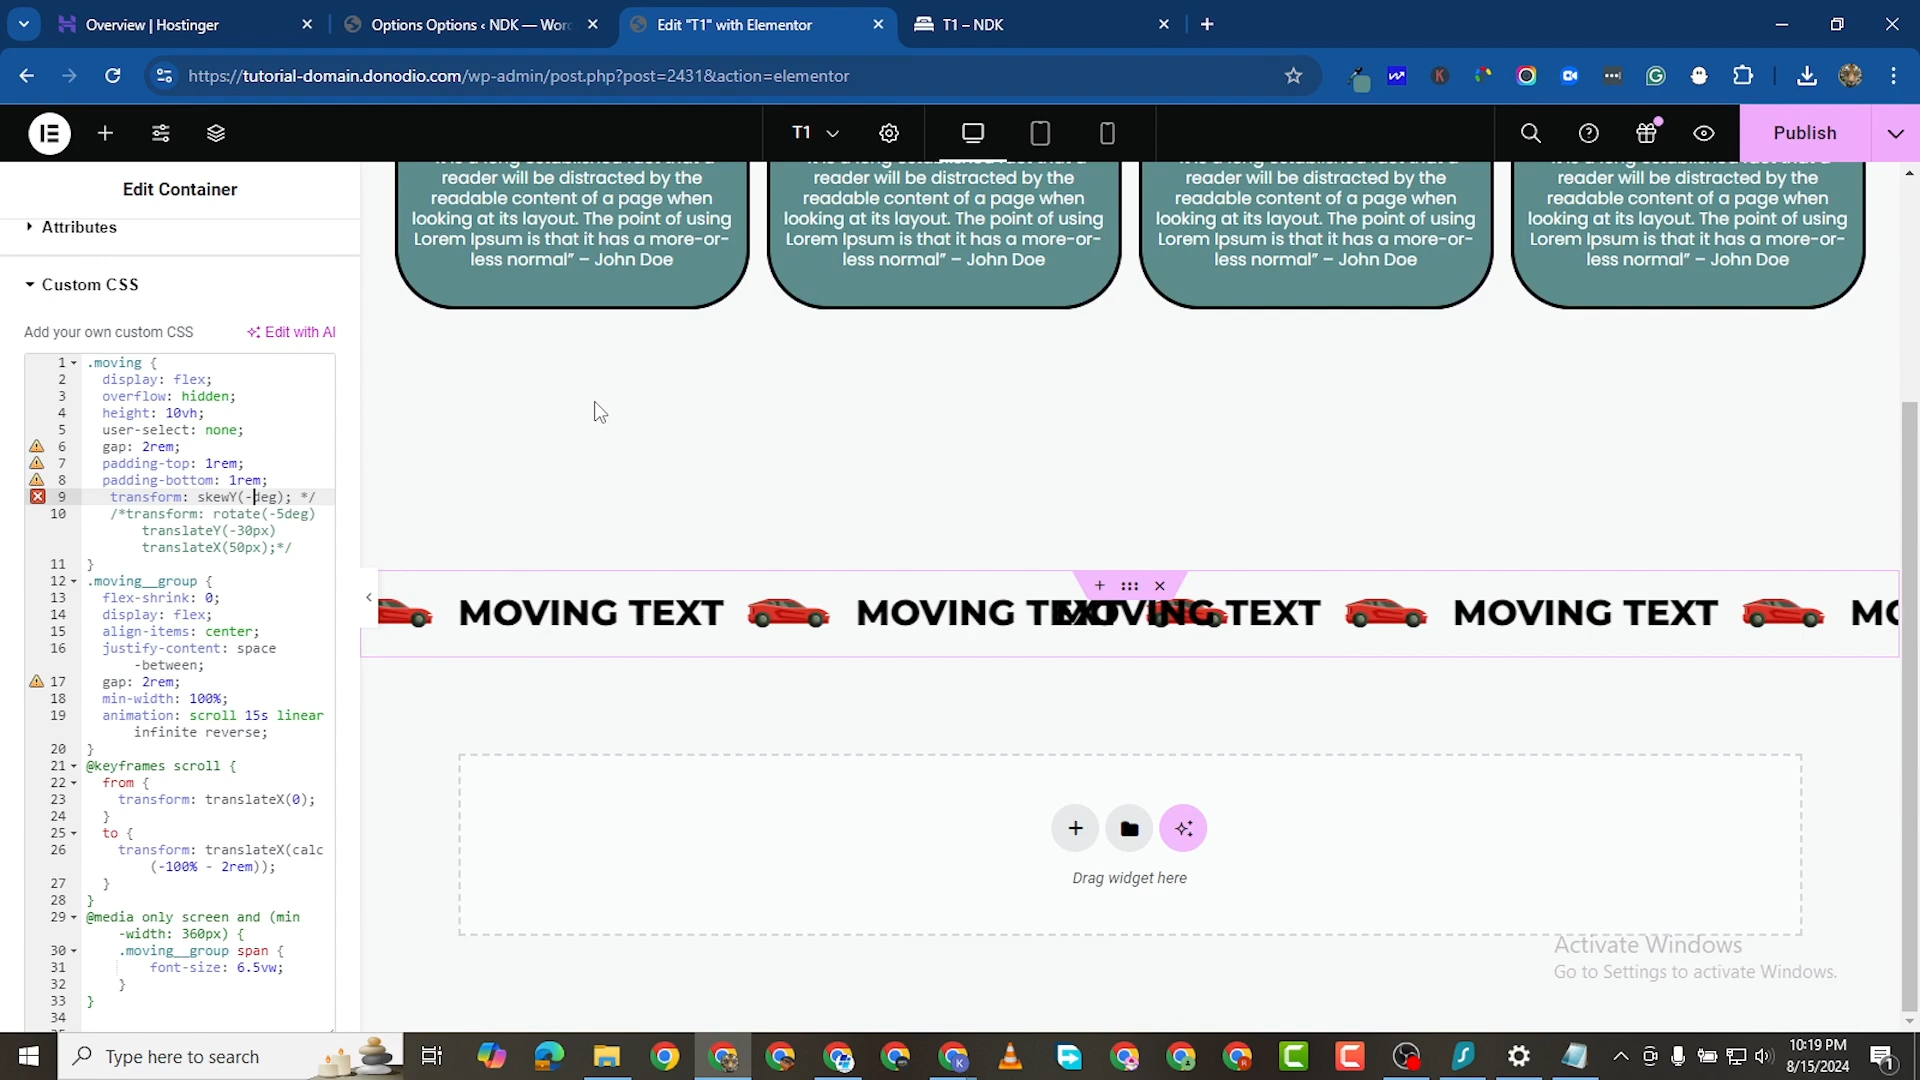 Overview | Hostinger
Options Options ‹ NDK — Word
Edit "T1" with Elementor
T1 – NDK
https://tutorial-domain.donodio.com/wp-admin/post.php?post=2431&action=elementor
T1
Publish
Edit Container
Attributes
Custom CSS
Add your own custom CSS
Edit with AI
1 .moving {
2 display: flex;
3 overflow: hidden;
4 height: 10vh;
5 user-select: none;
6 gap: 2rem;
7 padding-top: 1rem;
8 padding-bottom: 1rem;
9 transform: skewY(-deg); */
10 /*transform: rotate(-5deg)
translateY(-30px)
translateX(50px);*/
11 }
12 .moving__group {
13 flex-shrink: 0;
14 display: flex;
15 align-items: center;
16 justify-content: space
-between;
17 gap: 2rem;
18 min-width: 100%;
19 animation: scroll 15s linear
infinite reverse;
20 }
21 @keyframes scroll {
22 from {
23 transform: translateX(0);
24 }
25 to {
26 transform: translateX(calc
(-100% - 2rem));
27 }
28 }
29 @media only screen and (min
-width: 360px) {
30 .moving__group span {
31 font-size: 6.5vw;
32 }
33 }
34
reader will be distracted by the
readable content of a page when
looking at its layout. The point of using
Lorem Ipsum is that it has a more-or-
less normal" – John Doe
reader will be distracted by the
readable content of a page when
looking at its layout. The point of using
Lorem Ipsum is that it has a more-or-
less normal" – John Doe
reader will be distracted by the
readable content of a page when
looking at its layout. The point of using
Lorem Ipsum is that it has a more-or-
less normal" – John Doe
reader will be distracted by the
readable content of a page when
looking at its layout. The point of using
Lorem Ipsum is that it has a more-or-
less normal" – John Doe
MOVING TEXT MOVING TEXT MOVING TEXT MOVING TEXT MO
Drag widget here
Activate Windows
Go to Settings to activate Windows.
Type here to search
10:19 PM
8/15/2024
1